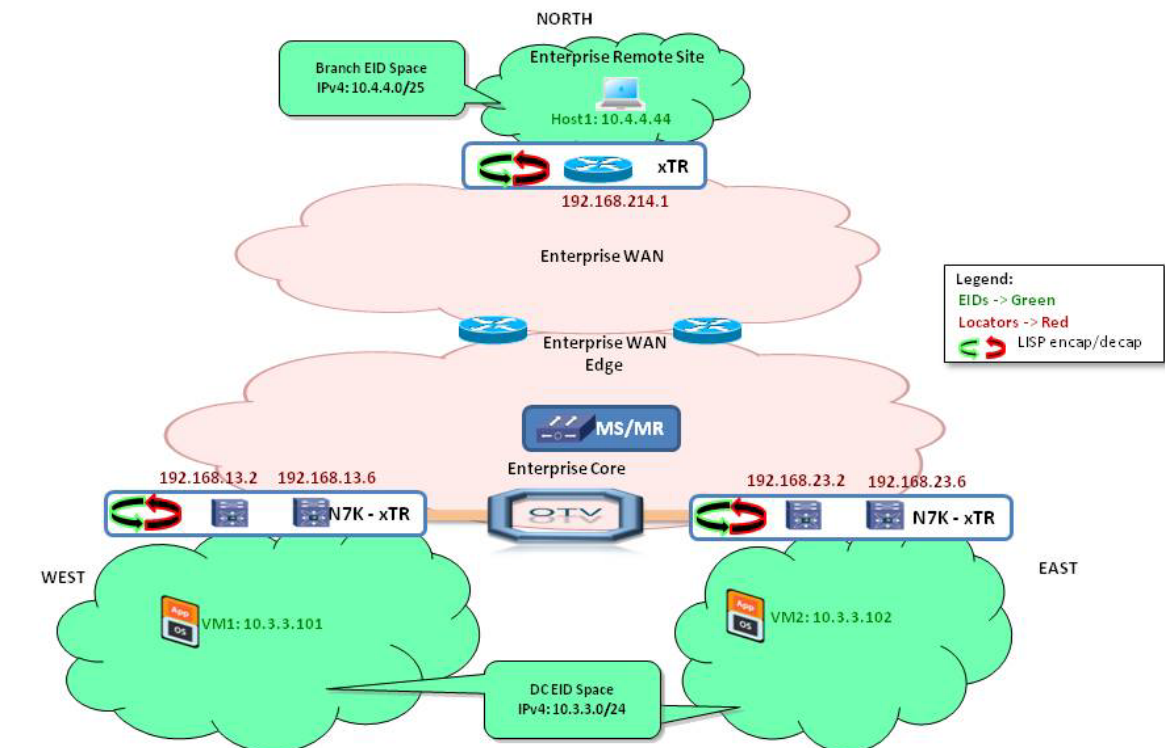 NORTH
Enterprise Remote Site
Branch EID Space
IPv4: 10.4.4.0/25
Host1: 10.4.4.44
xTR
192.168.214.1
Enterprise WAN
Legend:
EIDs -> Green
Locators -> Red
LISP encap/decap
Enterprise WAN
Edge
MS/MR
Enterprise Core
192.168.13.2
192.168.13.6
192.168.23.2
192.168.23.6
N7K - xTR
OTV
N7K - xTR
WEST
EAST
App
OS
VM1: 10.3.3.101
App
OS
VM2: 10.3.3.102
DC EID Space
IPv4: 10.3.3.0/24